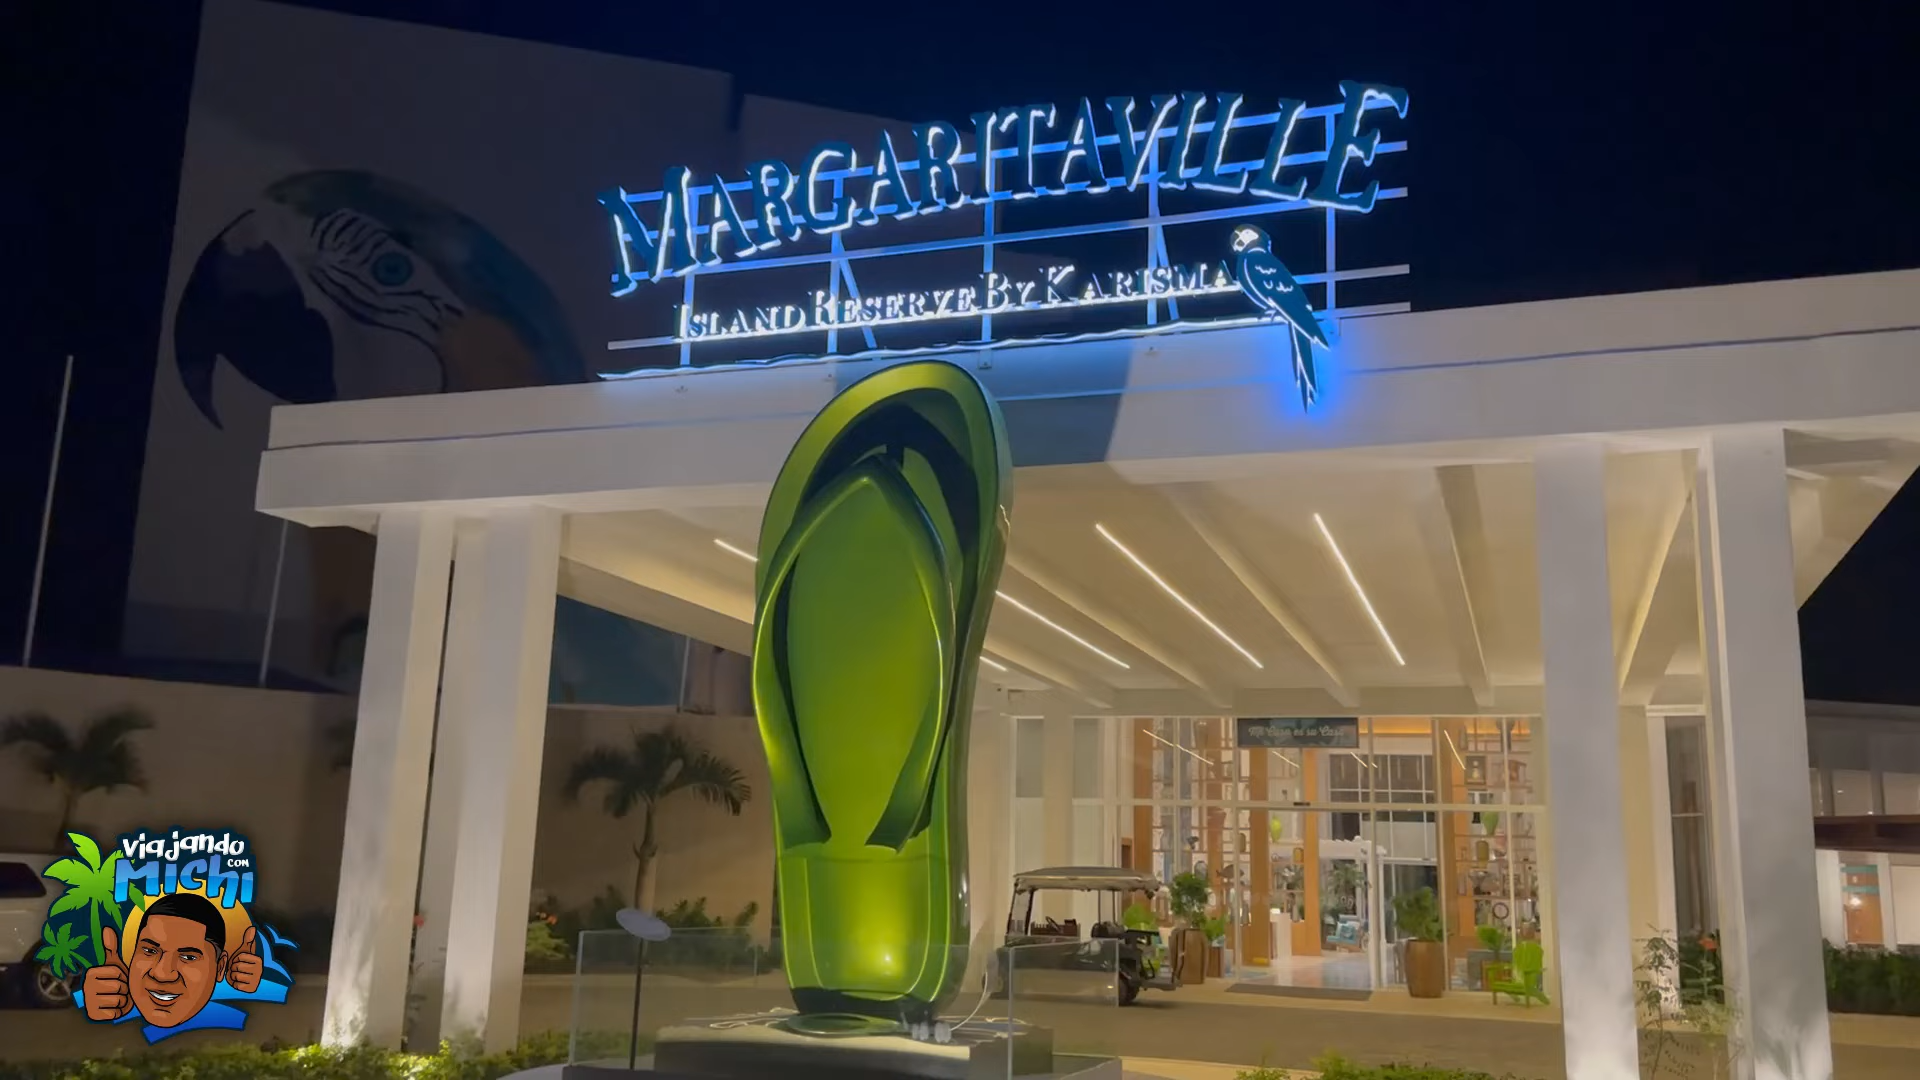 MARGARITAVILLE
ISLAND RESERVE BY KARISMA
Mi Casa es su Casa
viajando
con
Michi